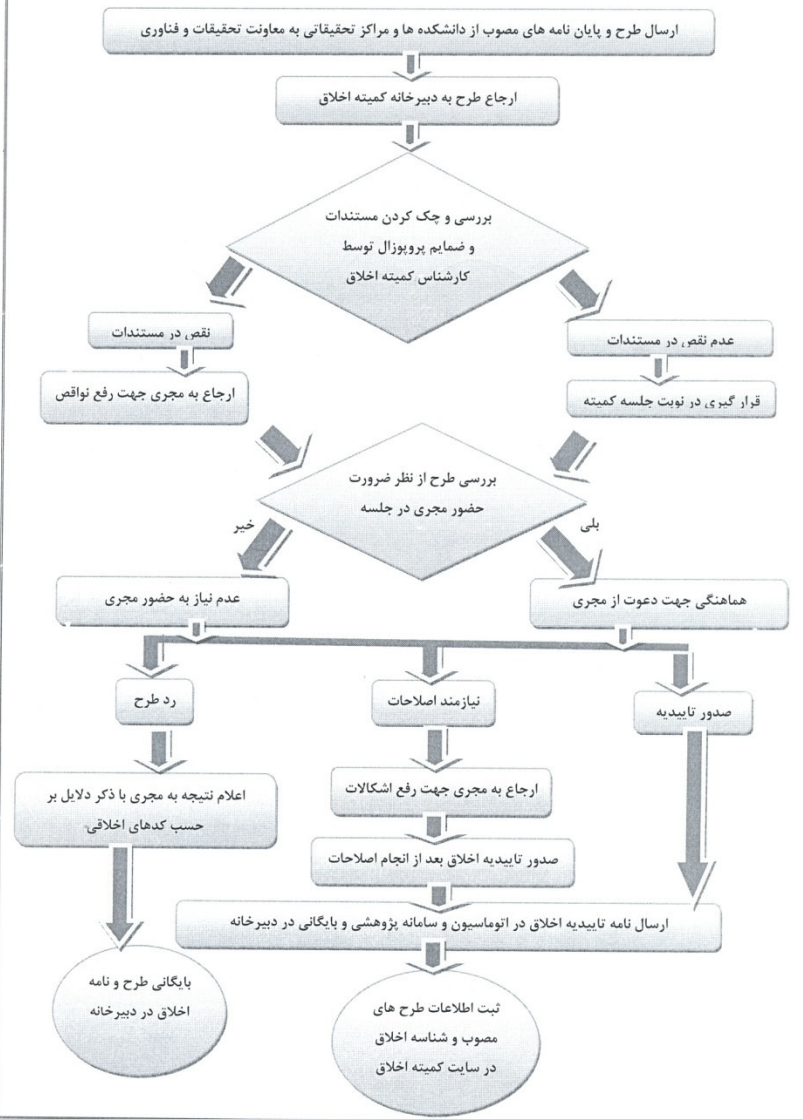 ارسال طرح و پایان نامه های مصوب از دانشکده ها و مراکز تحقیقاتی به معاونت تحقیقات و فناوری
ارجاع طرح به دبیرخانه کمیته اخلاق
بررسی و چک کردن مستندات
و ضمایم پروپوزال توسط
کارشناس کمیته اخلاق
عدم نقص در مستندات
نقص در مستندات
قرار گیری در نوبت جلسه کمیته
ارجاع به مجری جهت رفع نواقص
بررسی طرح از نظر ضرورت
حضور مجری در جلسه
بلی
خیر
هماهنگی جهت دعوت از مجری
عدم نیاز به حضور مجری
صدور تاییدیه
نیازمند اصلاحات
رد طرح
ارجاع به مجری جهت رفع اشکالات
اعلام نتیجه به مجری با ذکر دلایل بر
حسب کدهای اخلاقی
صدور تاییدیه اخلاق بعد از انجام اصلاحات
ارسال نامه تاییدیه اخلاق در اتوماسیون و سامانه پژوهشی و بایگانی در دبیرخانه
ثبت اطلاعات طرح های
مصوب و شناسه اخلاق
در سایت کمیته اخلاق
بایگانی طرح و نامه
اخلاق در دبیرخانه